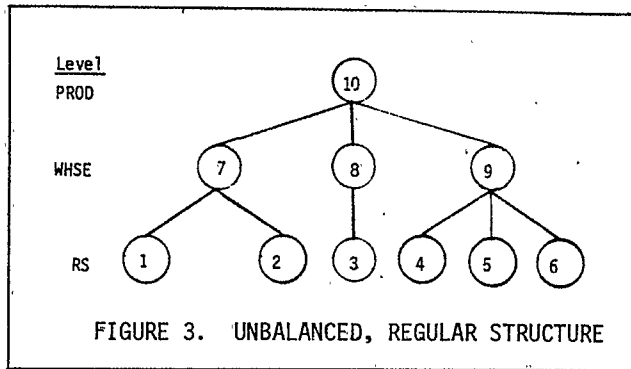 Level
PROD
10
WHSE
7
8
9
RS
1
2
3
4
5
6
FIGURE 3. UNBALANCED, REGULAR STRUCTURE